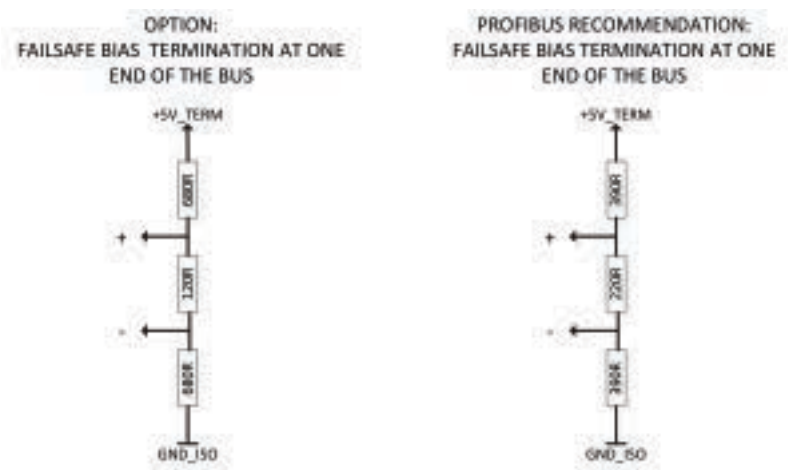 OPTION:
FAILSAFE BIAS TERMINATION AT ONE
END OF THE BUS
+5V_TERM
680R
+
120R
-
680R
GND_ISO
PROFIBUS RECOMMENDATION:
FAILSAFE BIAS TERMINATION AT ONE
END OF THE BUS
+5V_TERM
390R
+
220R
-
390R
GND_ISO